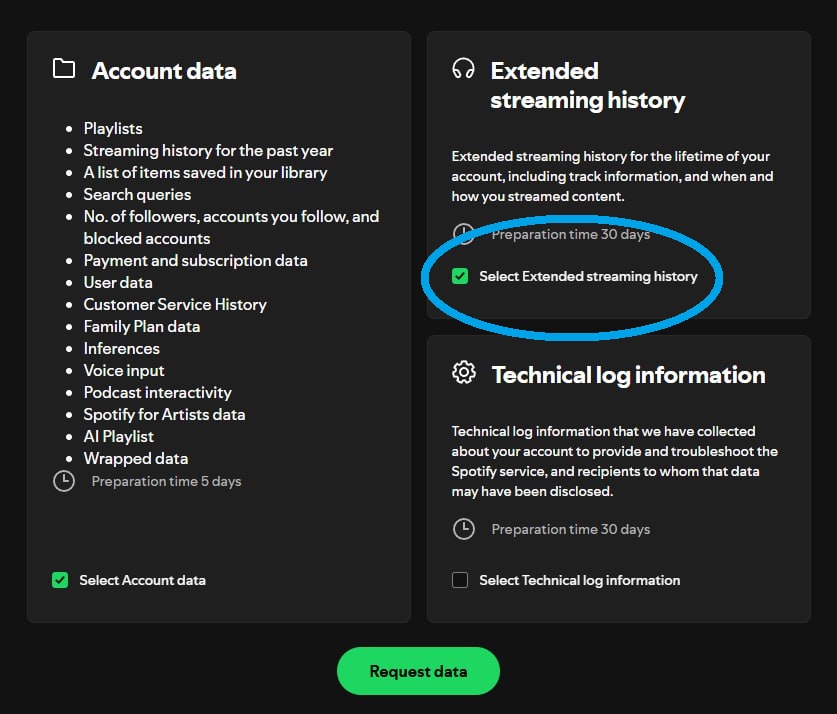 Account data
Playlists
Streaming history for the past year
A list of items saved in your library
Search queries
No. of followers, accounts you follow, and
blocked accounts
Payment and subscription data
User data
Customer Service History
Family Plan data
Inferences
Voice input
Podcast interactivity
Spotify for Artists data
AI Playlist
Wrapped data
Preparation time 5 days
Select Account data
Extended
streaming history
Extended streaming history for the lifetime of your
account, including track information, and when and
how you streamed content.
Preparation time 30 days
Select Extended streaming history
Technical log information
Technical log information that we have collected
about your account to provide and troubleshoot the
Spotify service, and recipients to whom that data
may have been disclosed.
Preparation time 30 days
Select Technical log information
Request data